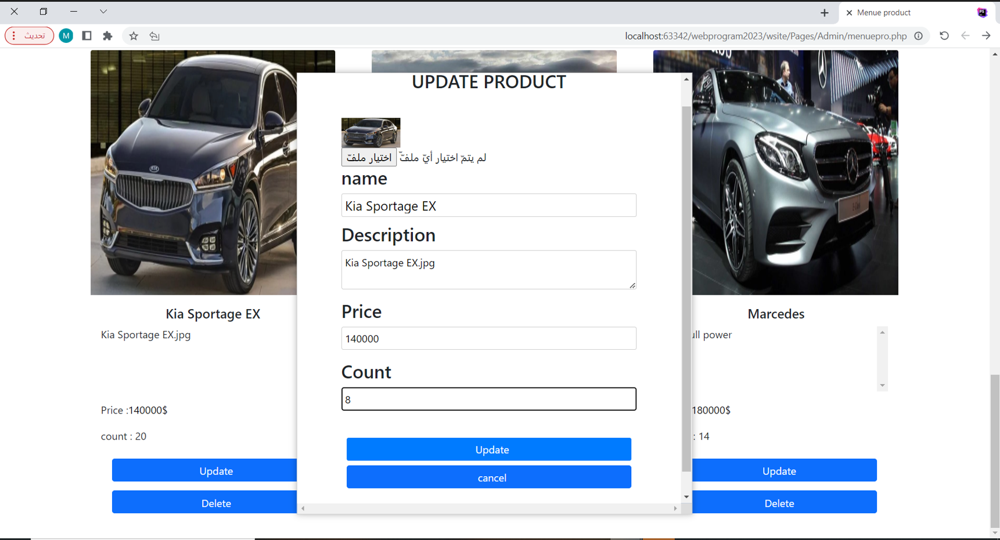 Menue product
تحديث
M
localhost:63342/webprogram2023/wsite/Pages/Admin/menuepro.php
UPDATE PRODUCT
اختيار ملفّ
لم يتمّ اختيار أيّ ملفّ
name
Kia Sportage EX
Description
Kia Sportage EX.jpg
Price
140000
Count
8
Update
cancel
Kia Sportage EX
Kia Sportage EX.jpg
Price :140000$
count : 20
Update
Delete
Marcedes
ull power
180000$
: 14
Update
Delete